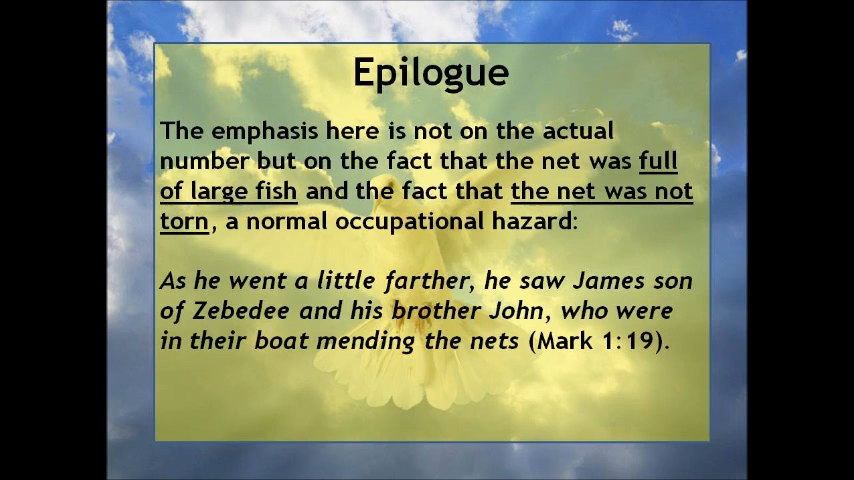 Epilogue
The emphasis here is not on the actual
number but on the fact that the net was full
of large fish and the fact that the net was not
torn, a normal occupational hazard:
As he went a little farther, he saw James son
of Zebedee and his brother John, who were
in their boat mending the nets (Mark 1:19).